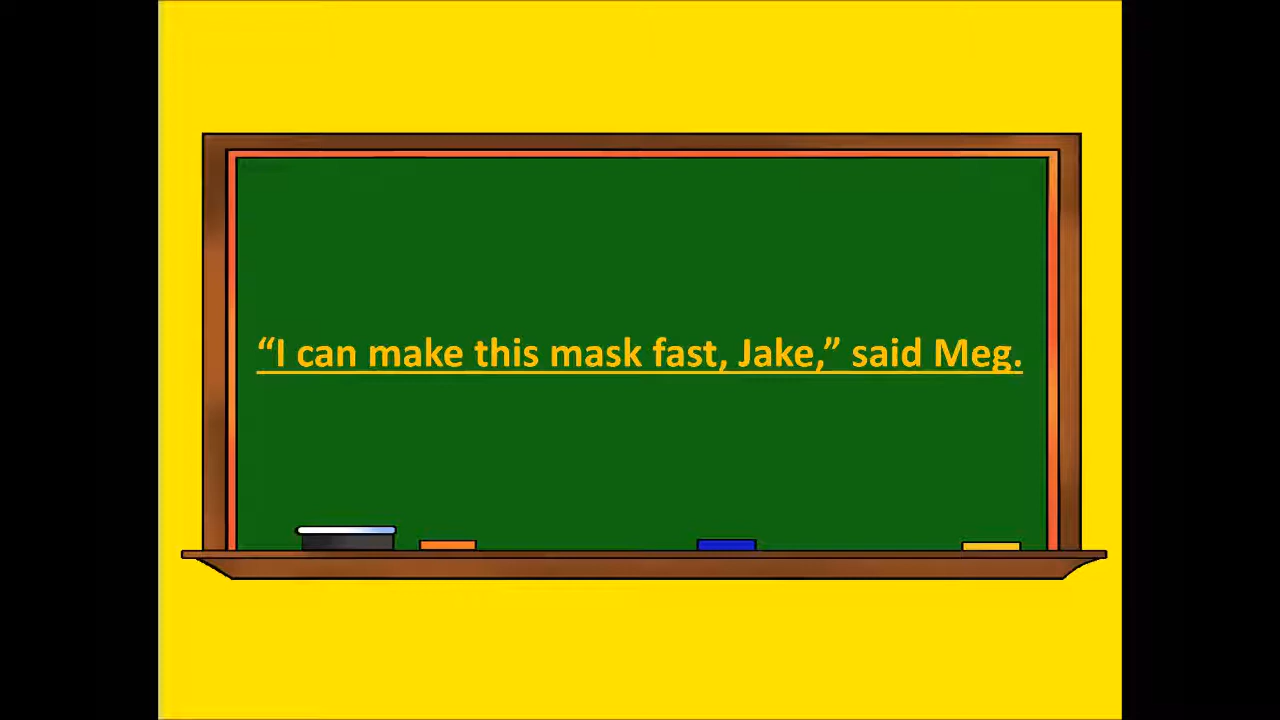 “I can make this mask fast, Jake,” said Meg.